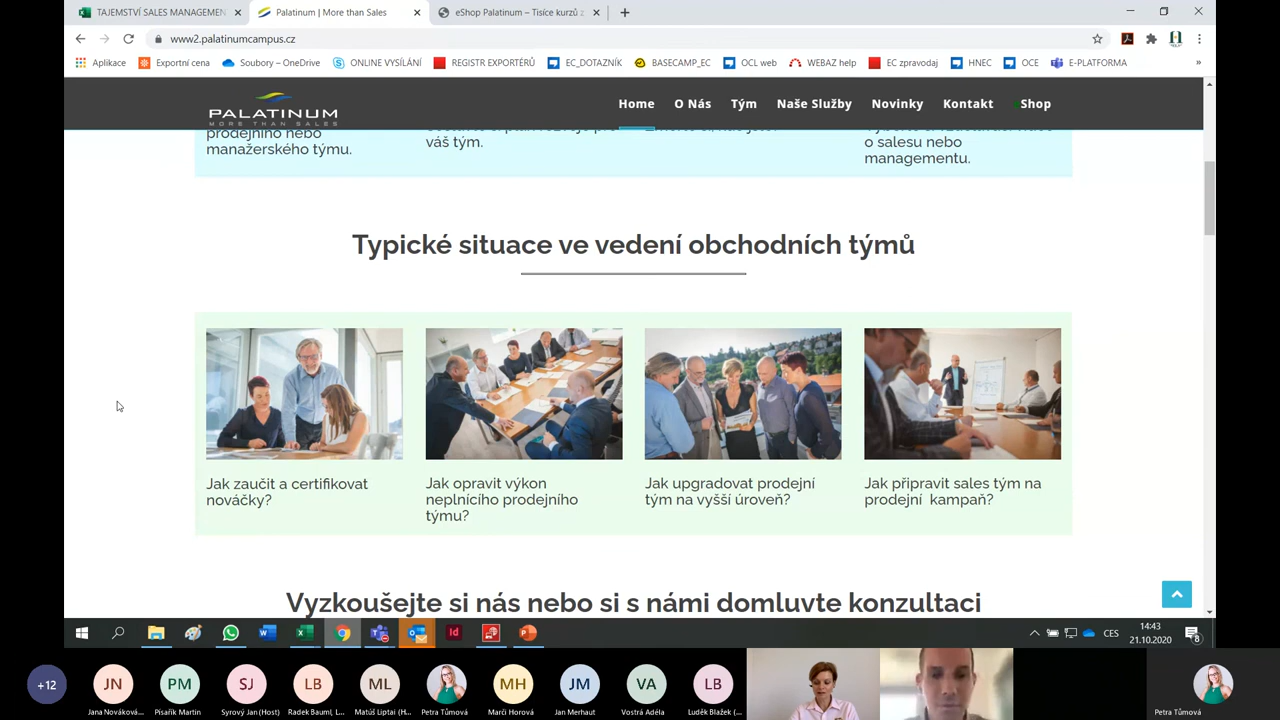 TAJEMSTVÍ SALES MANAGEMEN
Palatinum | More than Sales
eShop Palatinum – Tisíce kurzů z
www2.palatinumcampus.cz
Aplikace
Exportní cena
Soubory – OneDrive
ONLINE VYSÍLÁNÍ
REGISTR EXPORTÉRŮ
EC_DOTAZNÍK
BASECAMP_EC
OCL web
WEBAZ help
EC zpravodaj
HNEC
OCE
E-PLATFORMA
PALATINUM
MORE THAN SALES
Home
O Nás
Tým
Naše Služby
Novinky
Kontakt
Shop
prodejního nebo
manažerského týmu.
váš tým.
o salesu nebo
managementu.
Typické situace ve vedení obchodních týmů
Jak zaučit a certifikovat
nováčky?
Jak opravit výkon
neplnícího prodejního
týmu?
Jak upgradovat prodejní
tým na vyšší úroveň?
Jak připravit sales tým na
prodejní kampaň?
Vyzkoušejte si nás nebo si s námi domluvte konzultaci
CES
14:43
21.10.2020
8
+12
JN
PM
SJ
LB
ML
MH
JM
VA
LB
Jana Nováková...
Písařík Martin
Syrový Jan (Host)
Radek Bauml, L...
Matúš Liptai (H...
Petra Tůmová
Marči Horová
Jan Merhaut
Vostrá Adéla
Luděk Blažek (...
Petra Tůmová